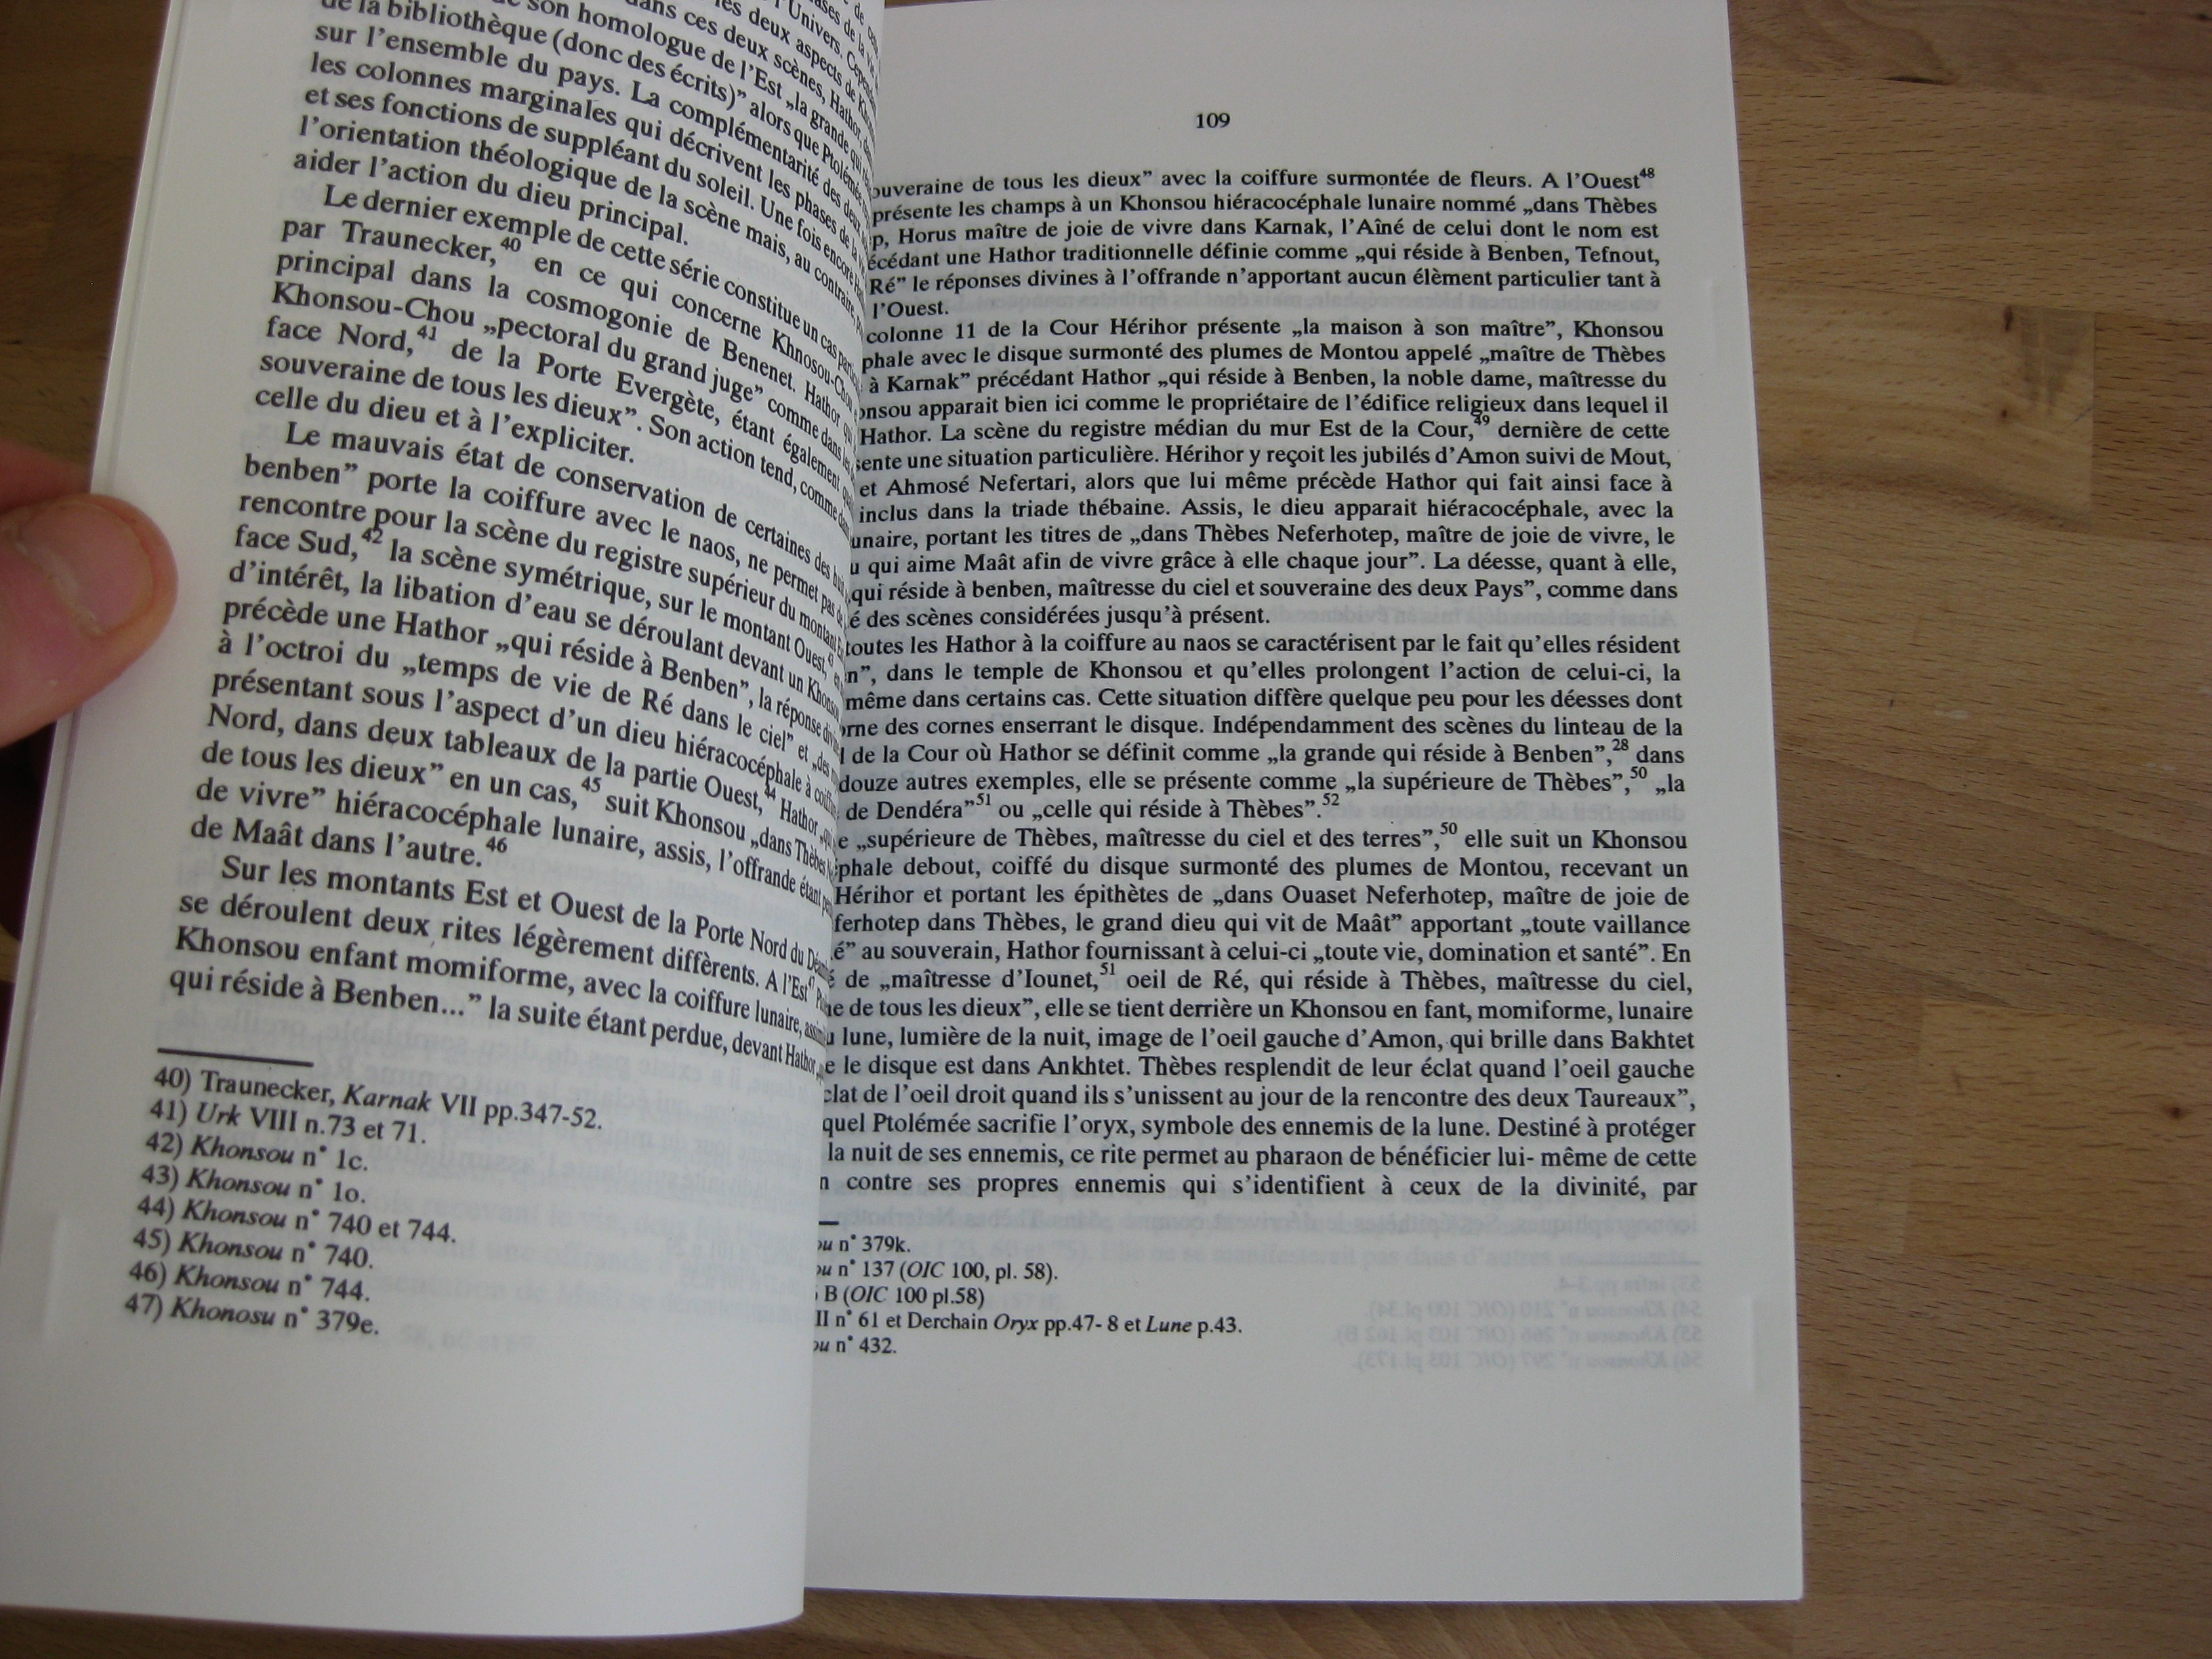 son homologue de l'Est „la grande qui
de la bibliothèque (donc des écrits)” alors que Ptolémée
sur l'ensemble du pays. La complémentarité des deux
les colonnes marginales qui décrivent les phases de la
et ses fonctions de suppléant du soleil. Une fois encore
l'orientation théologique de la scène mais, au contraire,
aider l'action du dieu principal.
Le dernier exemple de cette série constitue un cas
par Traunecker,40 en ce qui concerne Khnosou-Chou
principal dans la cosmogonie de Benenet. Hathor
Khonsou-Chou „pectoral du grand juge” comme dans
face Nord,41 de la Porte Evergète, étant également
souveraine de tous les dieux”. Son action tend, comme
celle du dieu et à l'expliciter.
Le mauvais état de conservation de certaines des
benben” porte la coiffure avec le naos, ne permet pas
rencontre pour la scène du registre supérieur du montant
face Sud,42 la scène symétrique, sur le montant Ouest,43
d'intérêt, la libation d'eau se déroulant devant un
précède une Hathor „qui réside à Benben”, la réponse
à l'octroi du „temps de vie de Ré dans le ciel” et „des
présentant sous l'aspect d'un dieu hiéracocéphale à
Nord, dans deux tableaux de la partie Ouest,44 Hathor
de tous les dieux” en un cas,45 suit Khonsou „dans Thèbes
de vivre” hiéracocéphale lunaire, assis, l'offrande étant
de Maât dans l'autre.46
Sur les montants Est et Ouest de la Porte Nord du
se déroulent deux rites légèrement diffèrents. A l'Est47
Khonsou enfant momiforme, avec la coiffure lunaire,
qui réside à Benben...” la suite étant perdue, devant Hathor
40) Traunecker, Karnak VII pp.347-52.
41) Urk VIII n.73 et 71.
42) Khonsou n° 1c.
43) Khonsou n° 1o.
44) Khonsou n° 740 et 744.
45) Khonsou n° 740.
46) Khonsou n° 744.
47) Khonosu n° 379e.
109
ouveraine de tous les dieux” avec la coiffure surmontée de fleurs. A l'Ouest48
présente les champs à un Khonsou hiéracocéphale lunaire nommé „dans Thèbes
p, Horus maître de joie de vivre dans Karnak, l'Aîné de celui dont le nom est
écédant une Hathor traditionnelle définie comme „qui réside à Benben, Tefnout,
Ré” le réponses divines à l'offrande n'apportant aucun élèment particulier tant à
l'Ouest.
colonne 11 de la Cour Hérihor présente „la maison à son maître”, Khonsou
phale avec le disque surmonté des plumes de Montou appelé „maître de Thèbes
à Karnak” précédant Hathor „qui réside à Benben, la noble dame, maîtresse du
onsou apparait bien ici comme le propriétaire de l'édifice religieux dans lequel il
Hathor. La scène du registre médian du mur Est de la Cour,49 dernière de cette
sente une situation particulière. Hérihor y reçoit les jubilés d'Amon suivi de Mout,
et Ahmosé Nefertari, alors que lui même précède Hathor qui fait ainsi face à
inclus dans la triade thébaine. Assis, le dieu apparait hiéracocéphale, avec la
unaire, portant les titres de „dans Thèbes Neferhotep, maître de joie de vivre, le
u qui aime Maât afin de vivre grâce à elle chaque jour”. La déesse, quant à elle,
qui réside à benben, maîtresse du ciel et souveraine des deux Pays”, comme dans
é des scènes considérées jusqu'à présent.
toutes les Hathor à la coiffure au naos se caractérisent par le fait qu'elles résident
n”, dans le temple de Khonsou et qu'elles prolongent l'action de celui-ci, la
même dans certains cas. Cette situation diffère quelque peu pour les déesses dont
orne des cornes enserrant le disque. Indépendamment des scènes du linteau de la
l de la Cour où Hathor se définit comme „la grande qui réside à Benben”,28 dans
douze autres exemples, elle se présente comme „la supérieure de Thèbes”,50 „la
de Dendéra”51 ou „celle qui réside à Thèbes”.52
e „supérieure de Thèbes, maîtresse du ciel et des terres”,50 elle suit un Khonsou
phale debout, coiffé du disque surmonté des plumes de Montou, recevant un
Hérihor et portant les épithètes de „dans Ouaset Neferhotep, maître de joie de
ferhotep dans Thèbes, le grand dieu qui vit de Maât” apportant „toute vaillance
é” au souverain, Hathor fournissant à celui-ci „toute vie, domination et santé”. En
é de „maîtresse d'Iounet,51 oeil de Ré, qui réside à Thèbes, maîtresse du ciel,
ne de tous les dieux”, elle se tient derrière un Khonsou en fant, momiforme, lunaire
u lune, lumière de la nuit, image de l'oeil gauche d'Amon, qui brille dans Bakhtet
e le disque est dans Ankhtet. Thèbes resplendit de leur éclat quand l'oeil gauche
clat de l'oeil droit quand ils s'unissent au jour de la rencontre des deux Taureaux”,
quel Ptolémée sacrifie l'oryx, symbole des ennemis de la lune. Destiné à protéger
la nuit de ses ennemis, ce rite permet au pharaon de bénéficier lui- même de cette
n contre ses propres ennemis qui s'identifient à ceux de la divinité, par
ou n° 379k.
ou n° 137 (OIC 100, pl. 58).
B (OIC 100 pl.58)
II n° 61 et Derchain Oryx pp.47- 8 et Lune p.43.
ou n° 432.